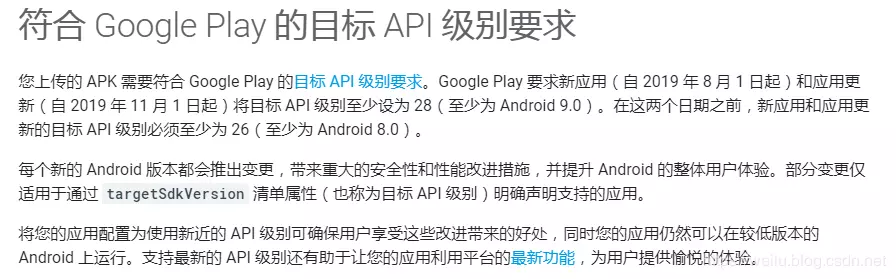 符合 Google Play 的目标 API 级别要求
您上传的 APK 需要符合 Google Play 的目标 API 级别要求。Google Play 要求新应用（自 2019 年 8 月 1 日起）和应用更
新（自 2019 年 11 月 1 日起）将目标 API 级别至少设为 28（至少为 Android 9.0）。在这两个日期之前，新应用和应用更
新的目标 API 级别必须至少为 26（至少为 Android 8.0）。
每个新的 Android 版本都会推出变更，带来重大的安全性和性能改进措施，并提升 Android 的整体用户体验。部分变更仅
适用于通过 targetSdkVersion 清单属性（也称为目标 API 级别）明确声明支持的应用。
将您的应用配置为使用新近的 API 级别可确保用户享受这些改进带来的好处，同时您的应用仍然可以在较低版本的
Android 上运行。支持最新的 API 级别还有助于让您的应用利用平台的最新功能，为用户提供愉悦的体验。